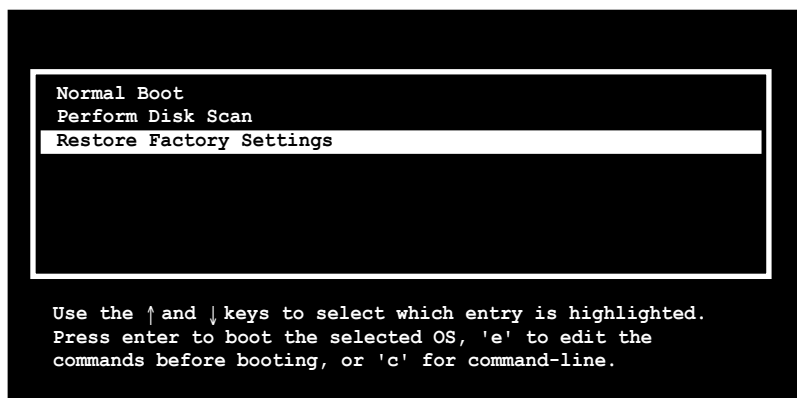 Normal Boot
Perform Disk Scan
Restore Factory Settings
Use the ↑ and ↓ keys to select which entry is highlighted.
Press enter to boot the selected OS, 'e' to edit the
commands before booting, or 'c' for command-line.